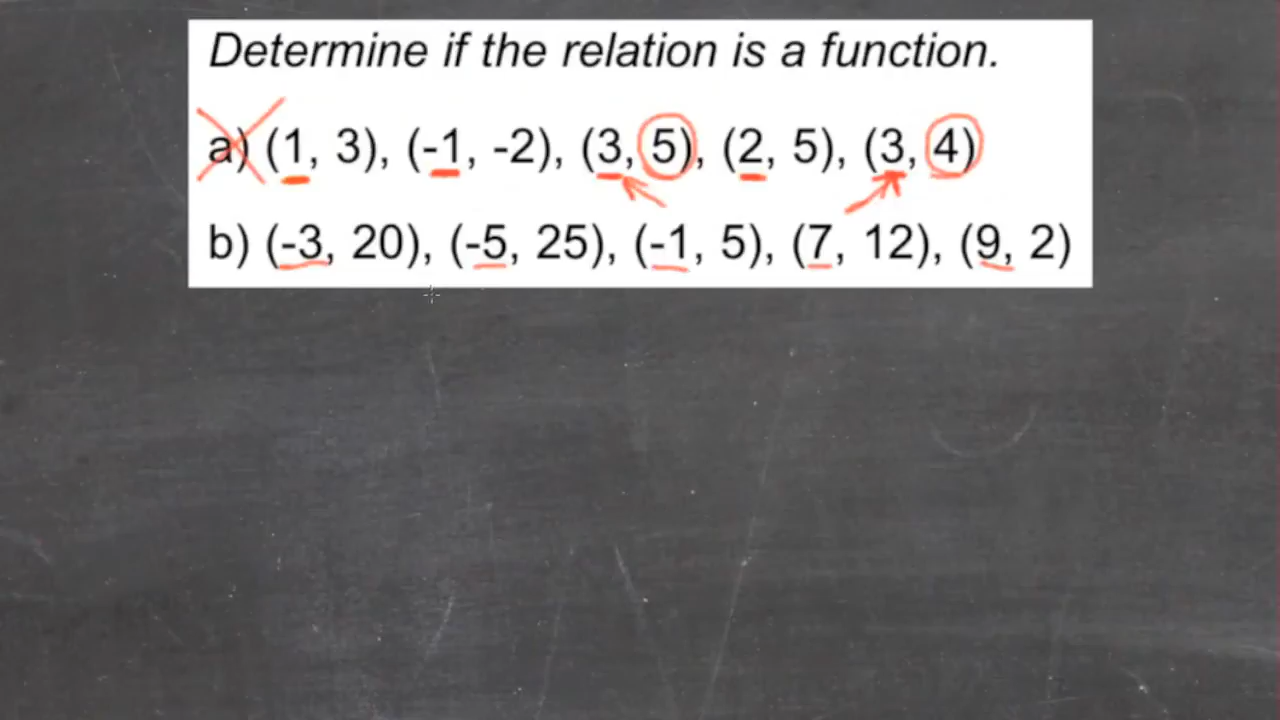 Determine if the relation is a function.
a) (1, 3), (-1, -2), (3, 5), (2, 5), (3, 4)
b) (-3, 20), (-5, 25), (-1, 5), (7, 12), (9, 2)